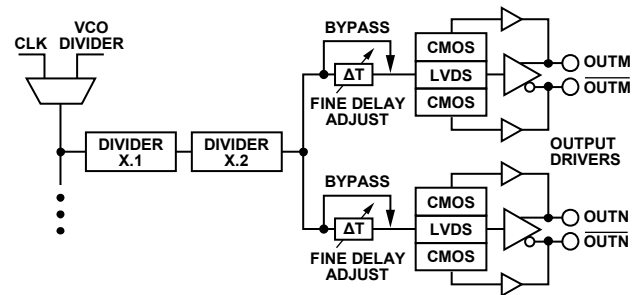 CLK
VCO
DIVIDER
DIVIDER
X.1
DIVIDER
X.2
BYPASS
ΔT
FINE DELAY
ADJUST
CMOS
LVDS
CMOS
OUTM
OUTM
OUTPUT
DRIVERS
BYPASS
ΔT
FINE DELAY
ADJUST
CMOS
LVDS
CMOS
OUTN
OUTN